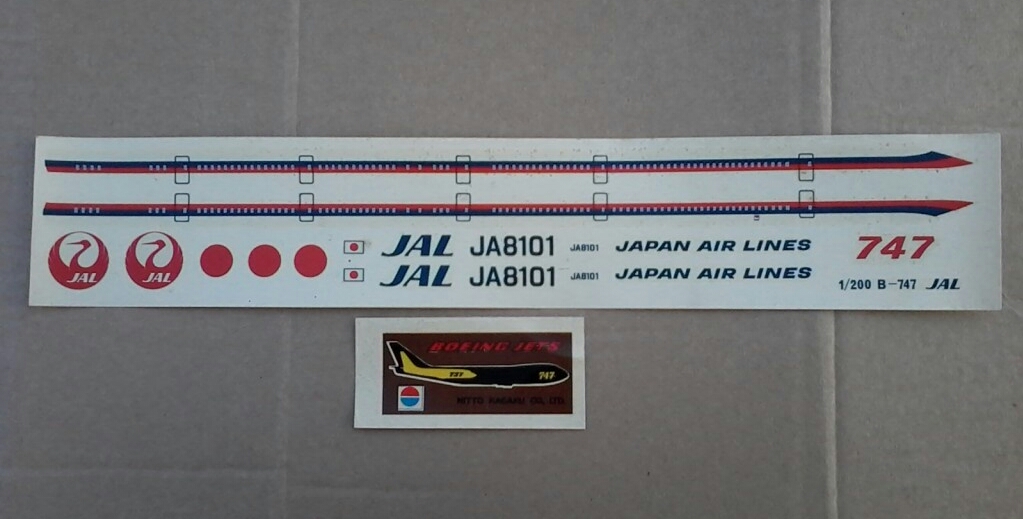 JAL
JAL
JAL JA8101 JA8101 JAPAN AIR LINES
JAL JA8101 JA8101 JAPAN AIR LINES
747
1/200 B-747 JAL
BOEING JETS
737 747
NITTO KAGAKU CO., LTD